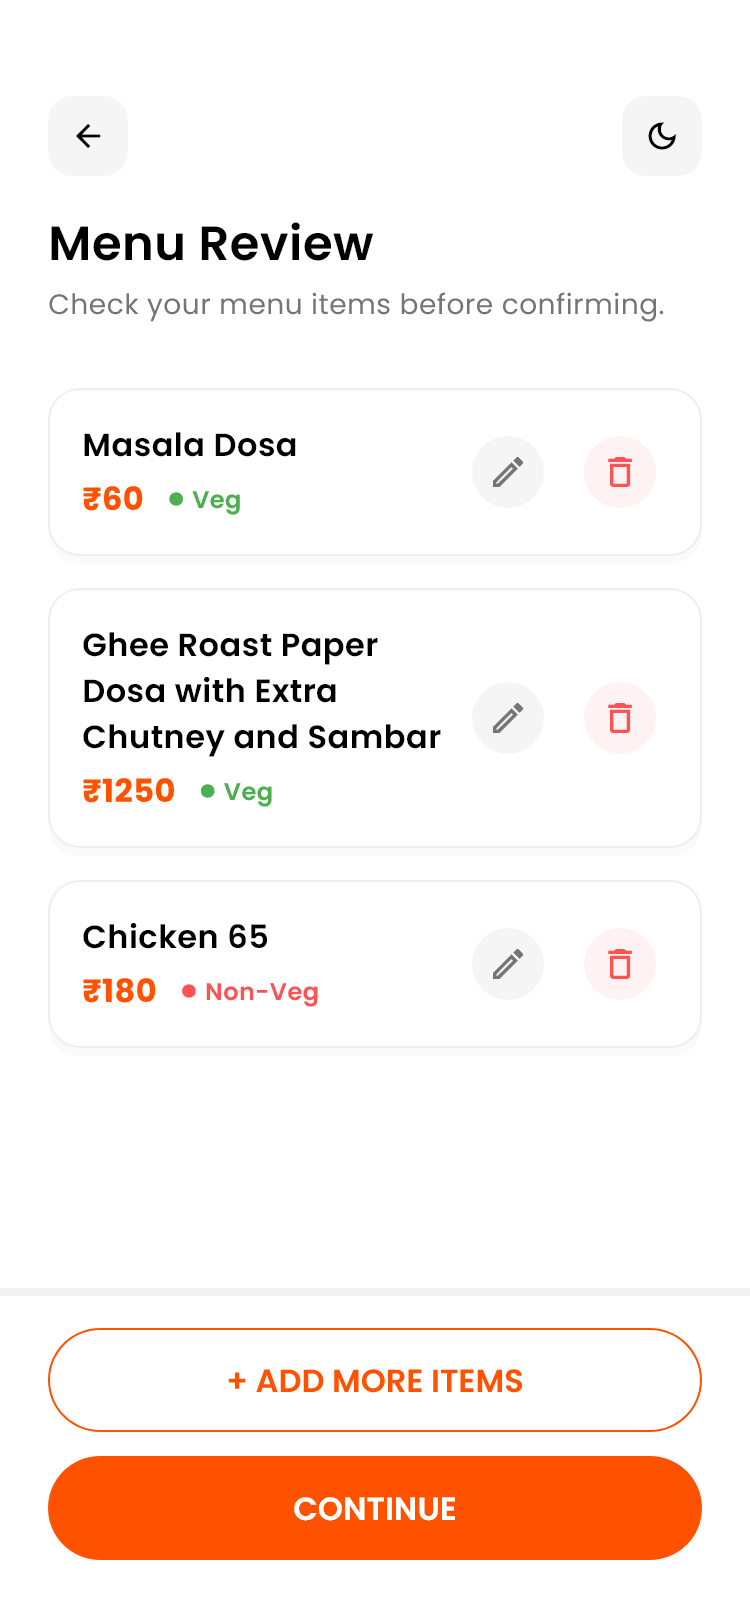 Menu Review
Check your menu items before confirming.
Masala Dosa
₹60 Veg
Ghee Roast Paper
Dosa with Extra
Chutney and Sambar
₹1250 Veg
Chicken 65
₹180 Non-Veg
+ ADD MORE ITEMS
CONTINUE